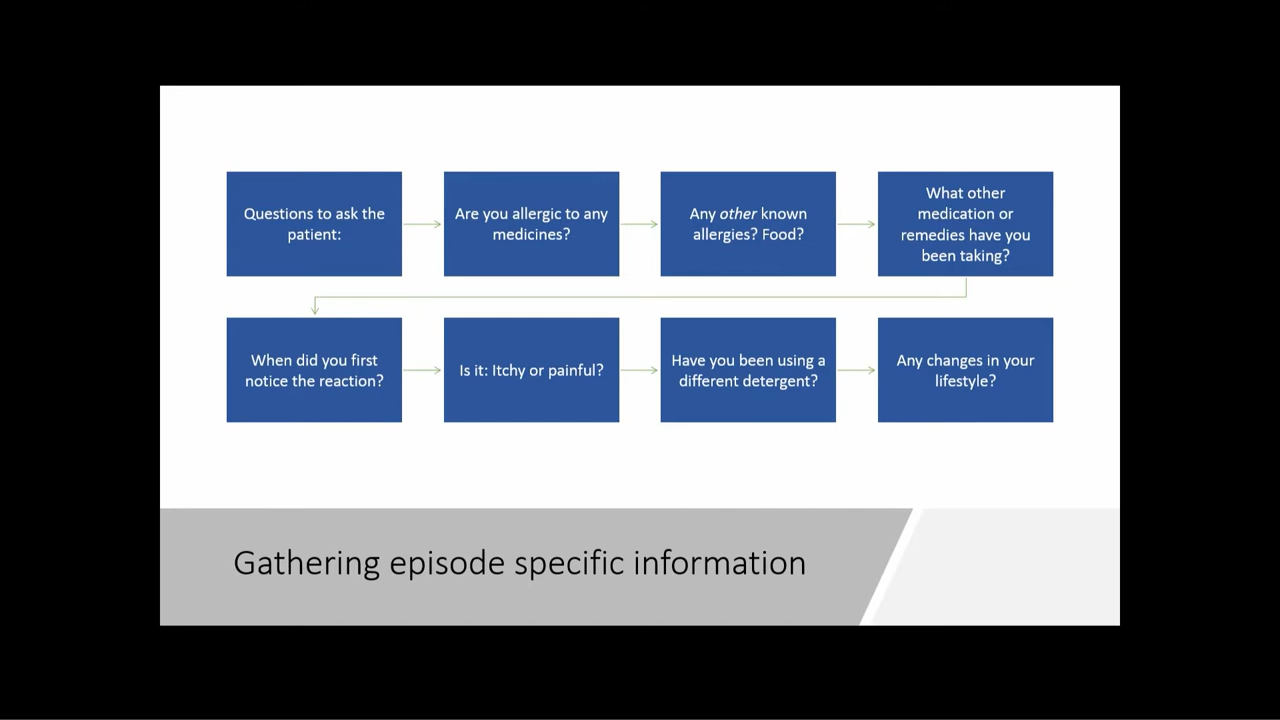 Questions to ask the
patient:
Are you allergic to any
medicines?
Any other known
allergies? Food?
What other
medication or
remedies have you
been taking?
When did you first
notice the reaction?
Is it: Itchy or painful?
Have you been using a
different detergent?
Any changes in your
lifestyle?
Gathering episode specific information